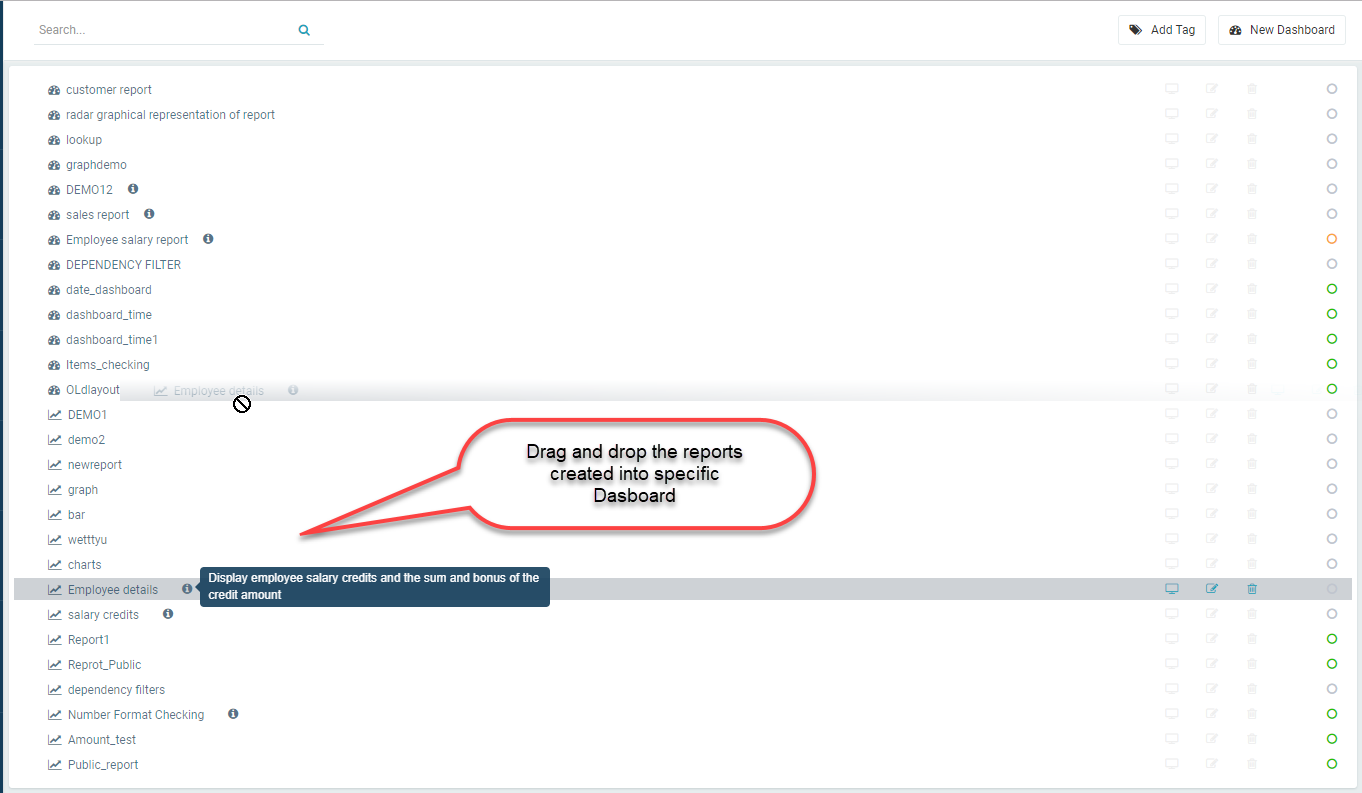 Search...
Add Tag
New Dashboard
customer report
radar graphical representation of report
lookup
graphdemo
DEMO12
sales report
Employee salary report
DEPENDENCY FILTER
date_dashboard
dashboard_time
dashboard_time1
Items_checking
OLdlayout
Employee details
DEMO1
demo2
newreport
Drag and drop the reports
created into specific
Dasboard
graph
bar
wetttyu
charts
Employee details
Display employee salary credits and the sum and bonus of the
credit amount
salary credits
Report1
Reprot_Public
dependency filters
Number Format Checking
Amount_test
Public_report